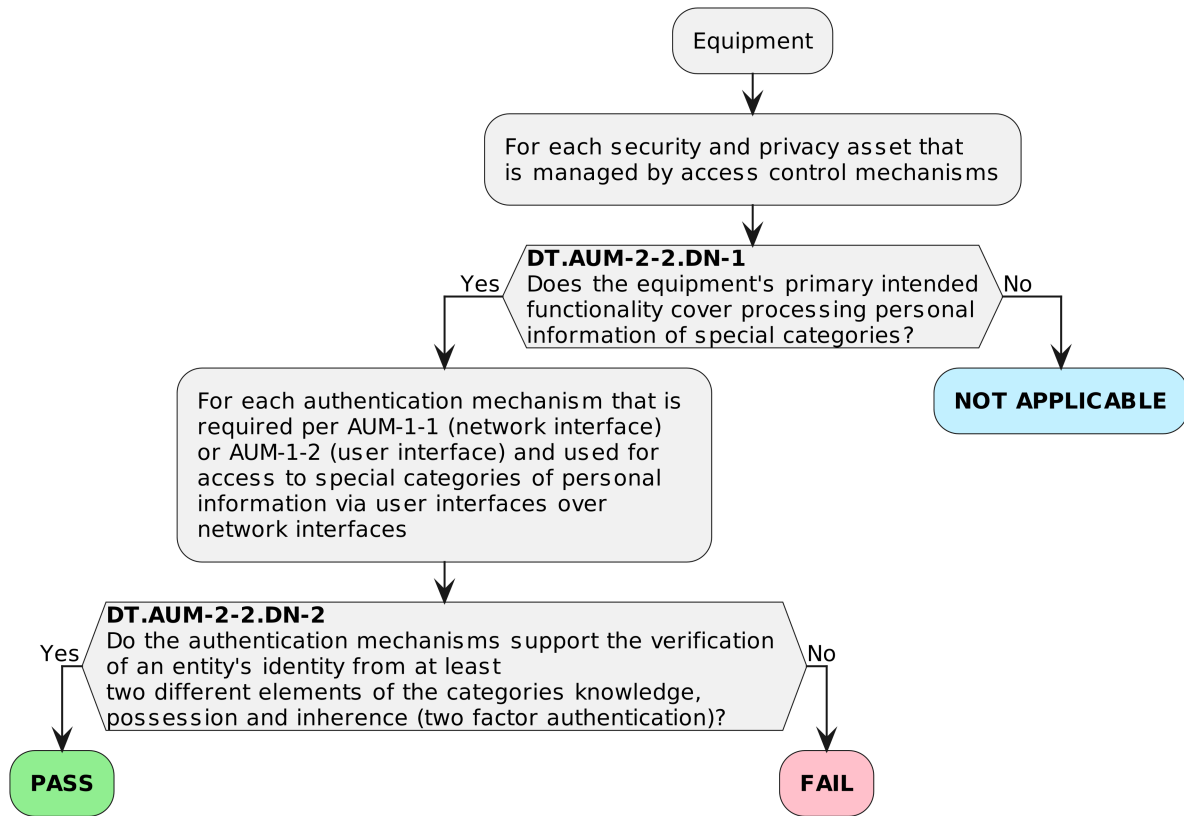 Equipment
For each security and privacy asset that
is managed by access control mechanisms
DT.AUM-2-2.DN-1
Does the equipment's primary intended
functionality cover processing personal
information of special categories?
Yes
No
For each authentication mechanism that is
required per AUM-1-1 (network interface)
or AUM-1-2 (user interface) and used for
access to special categories of personal
information via user interfaces over
network interfaces
NOT APPLICABLE
DT.AUM-2-2.DN-2
Do the authentication mechanisms support the verification
of an entity's identity from at least
two different elements of the categories knowledge,
possession and inherence (two factor authentication)?
Yes
No
PASS
FAIL